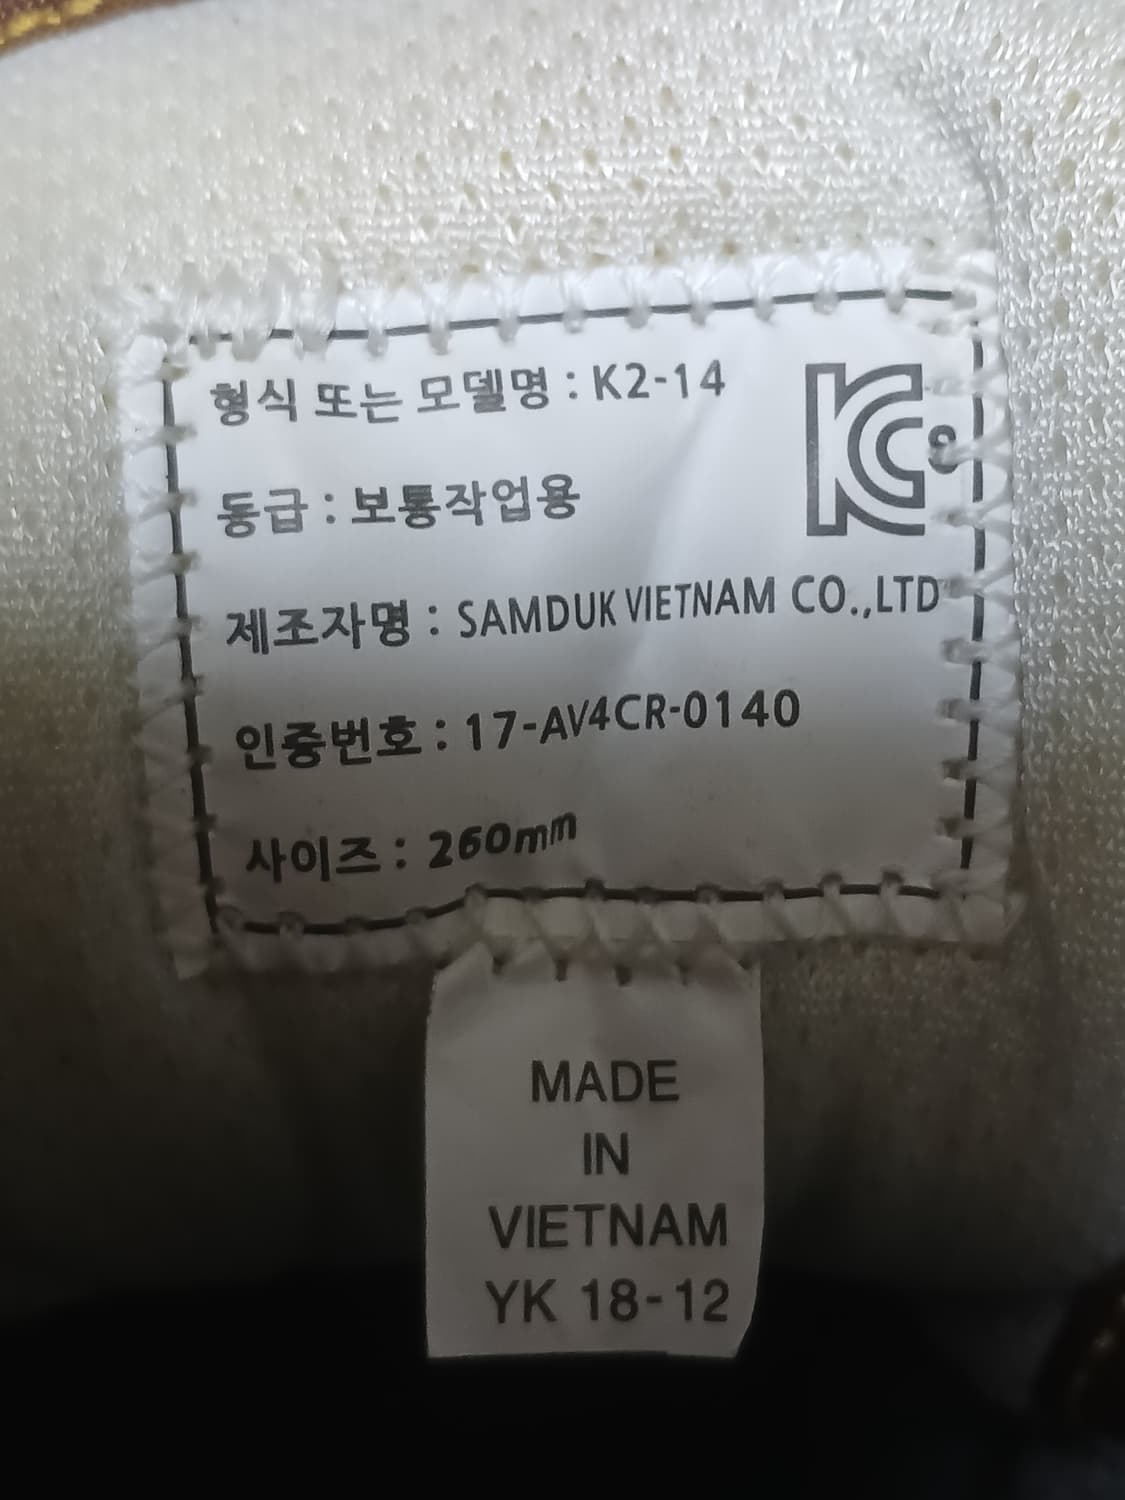 형식 또는 모델명 : K2-14
KCs
동급 : 보통작업용
제조자명 : SAMDUK VIETNAM CO.,LTD
인증번호 : 17-AV4CR-0140
사이즈 : 260mm
MADE
IN
VIETNAM
YK 18-12